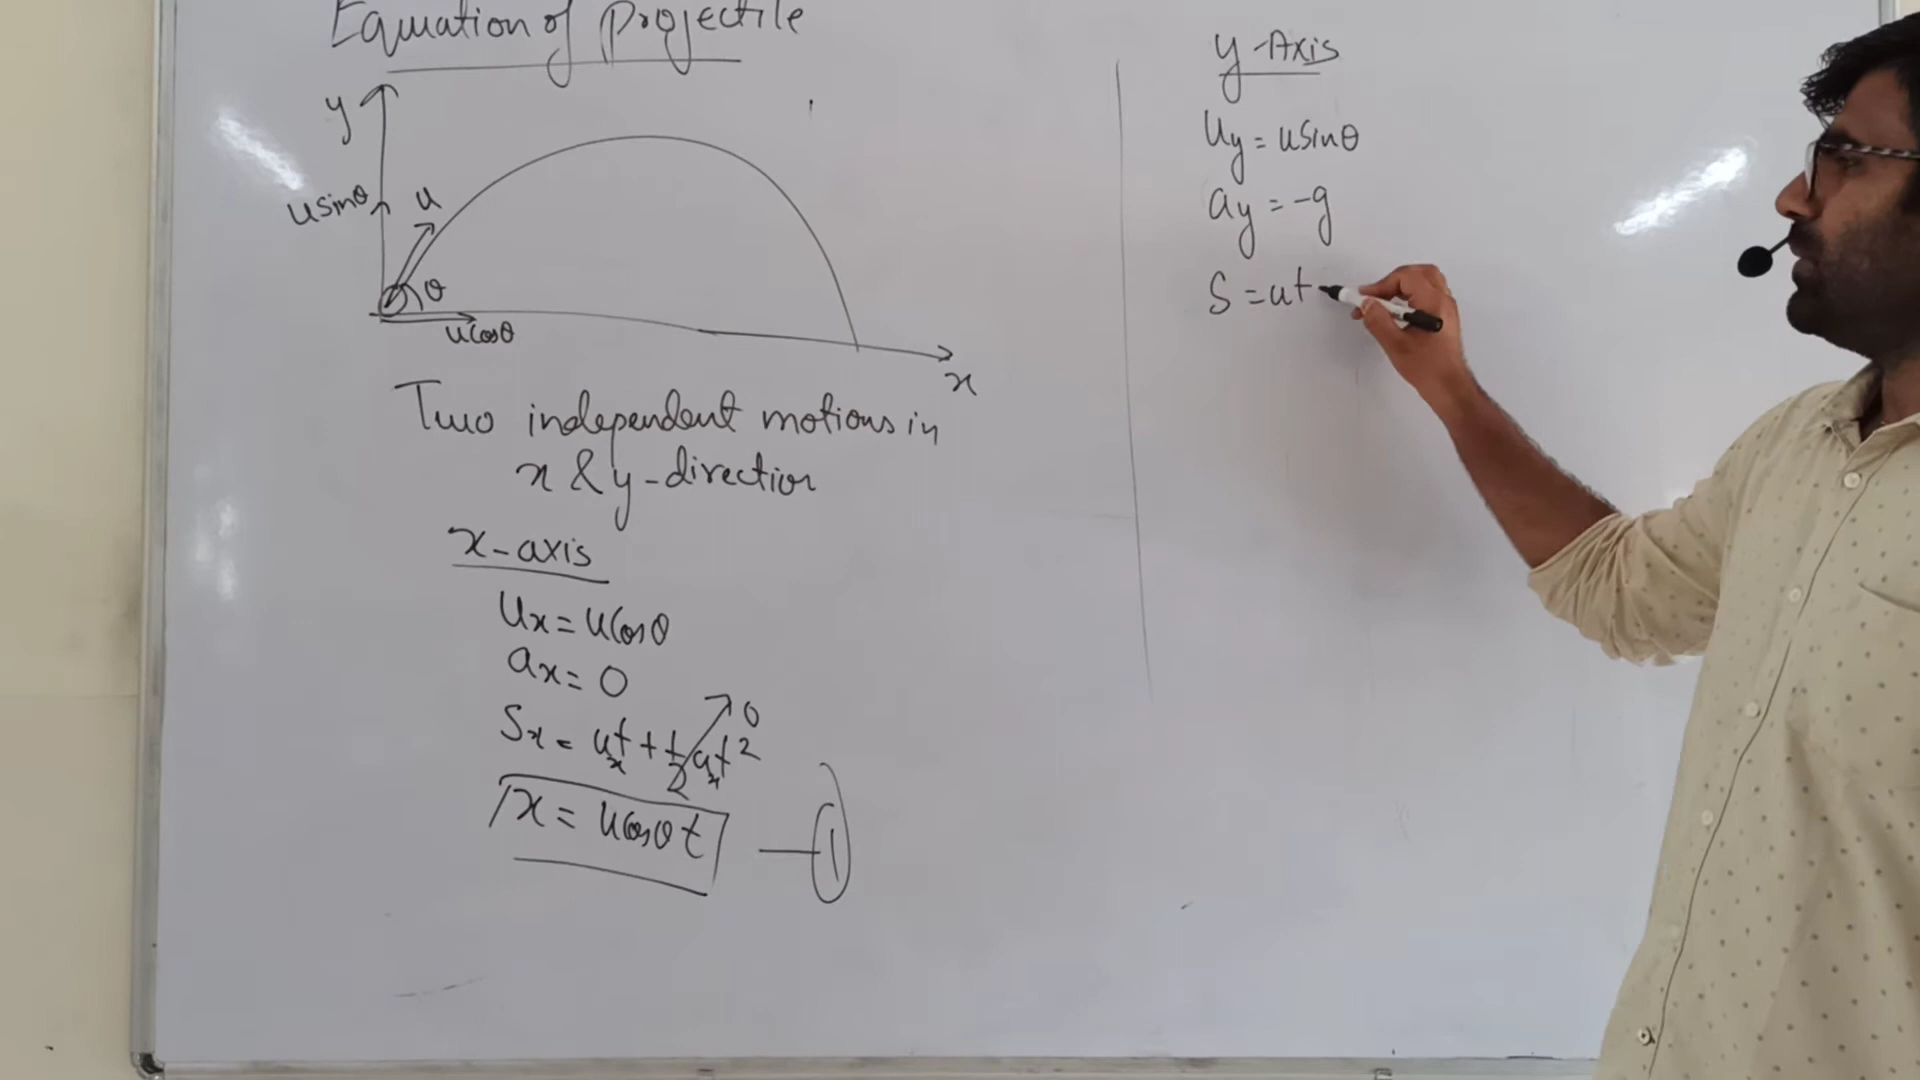 Equation of Projectile
y
usinθ
u
θ
ucosθ
x
Two independent motions in
x & y-direction
x-axis
ux = ucosθ
ax = 0
Sx = uxt + 1/2 axt² 0
x = ucosθ t — 1
y-Axis
uy = usinθ
ay = -g
S = ut